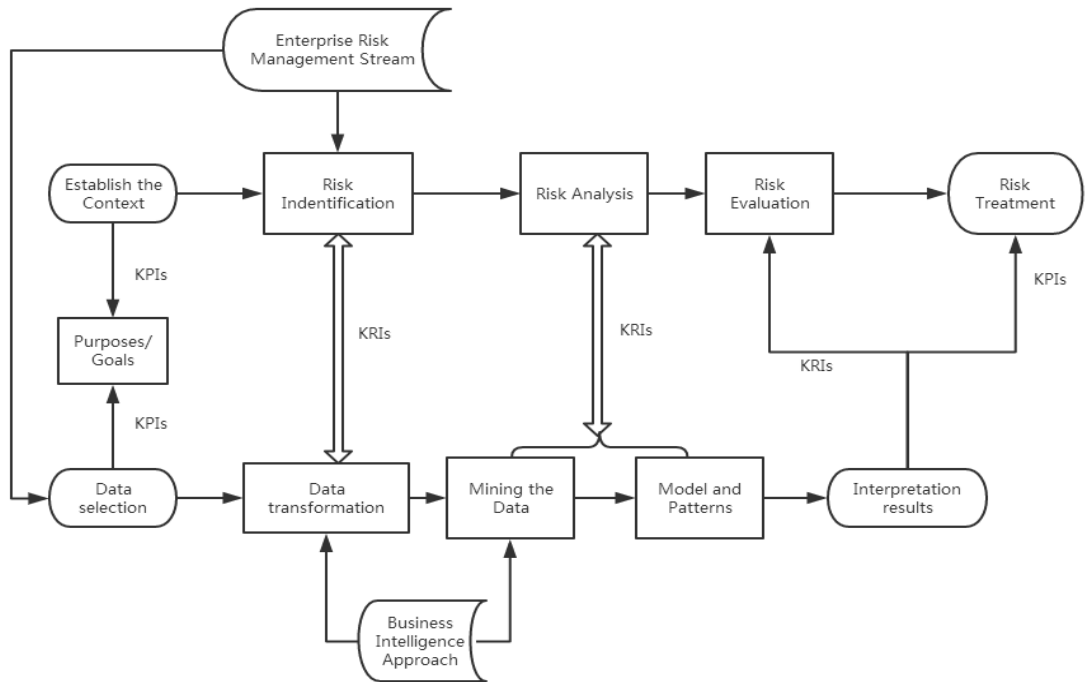 Enterprise Risk
Management Stream
Establish the
Context
Risk
Indentification
Risk Analysis
Risk
Evaluation
Risk
Treatment
KPIs
KPIs
KRIs
KRIs
Purposes/
Goals
KRIs
KPIs
Data
selection
Data
transformation
Mining the
Data
Model and
Patterns
Interpretation
results
Business
Intelligence
Approach